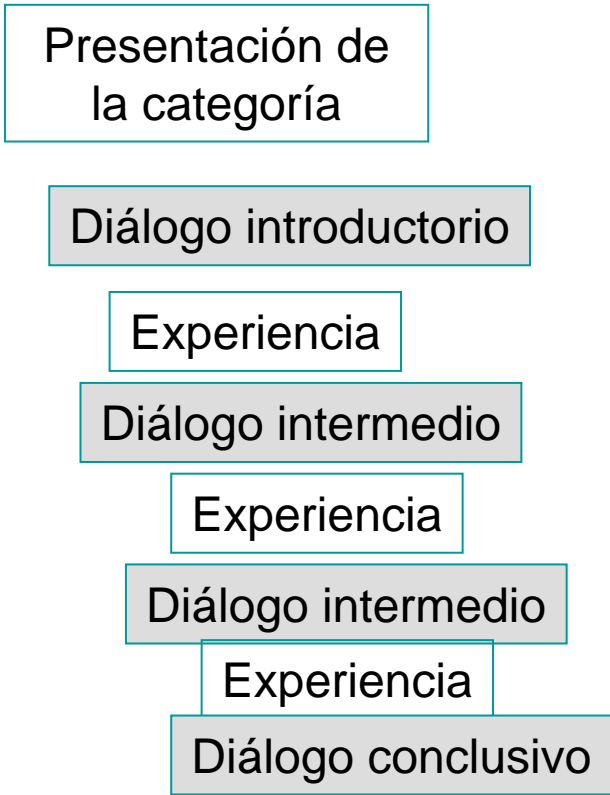 Presentación de
la categoría
Diálogo introductorio
Experiencia
Diálogo intermedio
Experiencia
Diálogo intermedio
Experiencia
Diálogo conclusivo